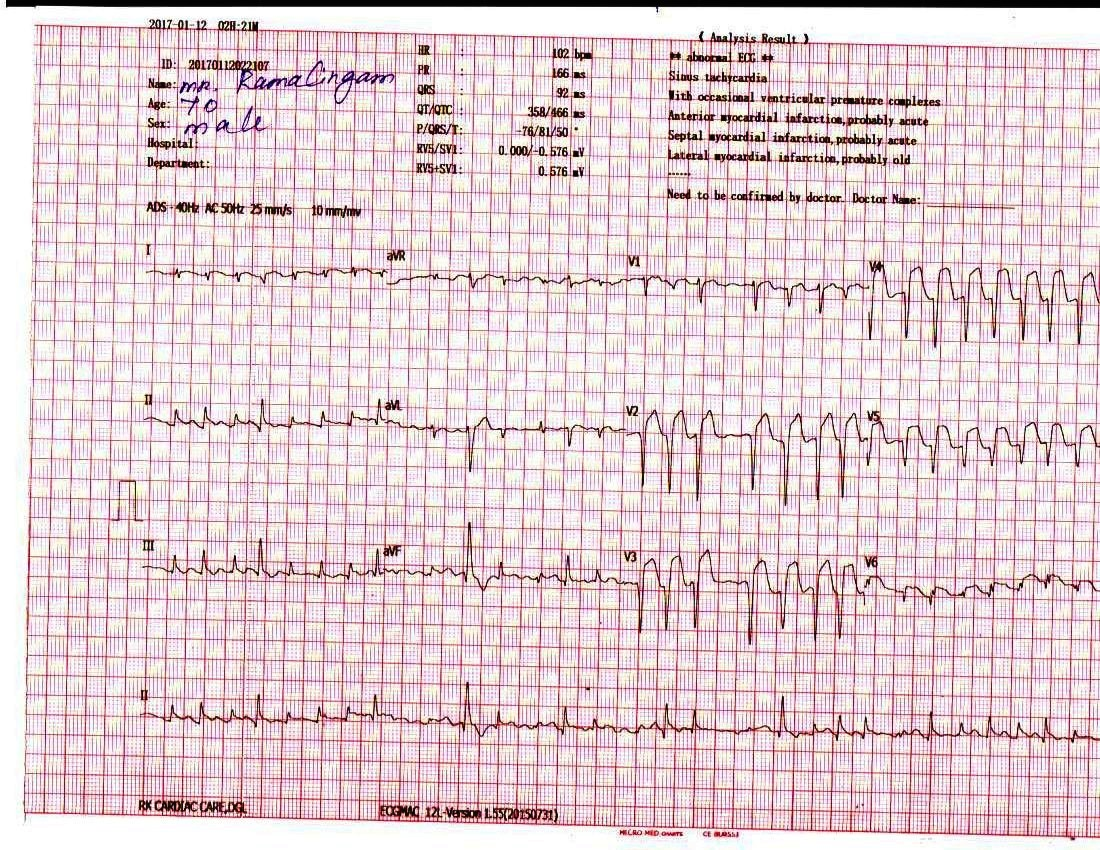 2017-01-12 02H:21M
ID: 20170112022107
Name: mr. Ramalingam
Age: 70
Sex: male
Hospital:
Department:
HR : 102 bpm
PR : 166 ms
QRS : 92 ms
QT/QTC : 358/466 ms
P/QRS/T: -76/81/50 °
RV5/SV1: 0.000/-0.576 mV
RV5+SV1: 0.576 mV
( Analysis Result )
** abnormal ECG **
Sinus tachycardia
With occasional ventricular premature complexes
Anterior myocardial infarction,probably acute
Septal myocardial infarction,probably acute
Lateral myocardial infarction,probably old
------
Need to be confirmed by doctor. Doctor Name:
ADS - 40Hz AC 50Hz 25 mm/s 10 mm/mv
I aVR V1 V4
II aVL V2 V5
III aVF V3 V6
II
RX CARDIAC CARE,DGL ECGMAC 12L-Version 1.55(20150731)
MICRO MED CHARTS